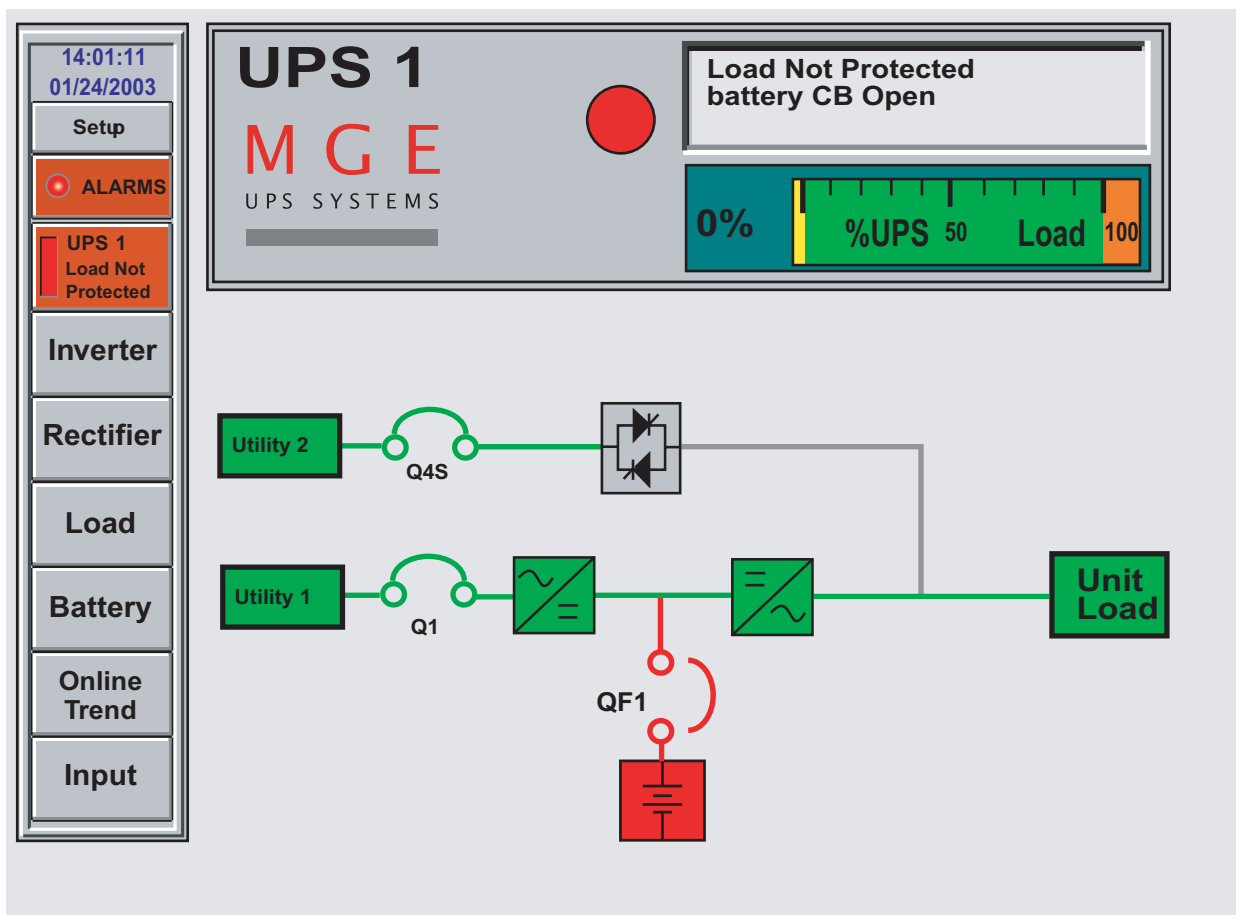 14:01:11
01/24/2003
Setup
ALARMS
UPS 1
Load Not
Protected
Inverter
Rectifier
Load
Battery
Online
Trend
Input
UPS 1
MGE
UPS SYSTEMS
Load Not Protected
battery CB Open
0%
%UPS 50 Load 100
Utility 2
Q4S
Utility 1
Q1
QF1
Unit
Load